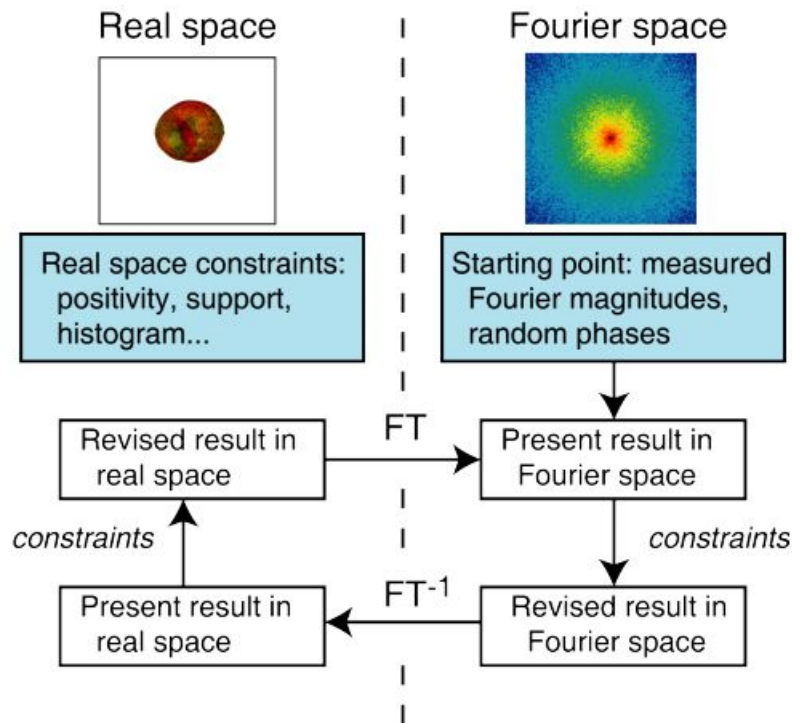 Real space
Fourier space
Real space constraints:
positivity, support,
histogram...
Starting point: measured
Fourier magnitudes,
random phases
Revised result in
real space
FT
Present result in
Fourier space
constraints
constraints
Present result in
real space
FT⁻¹
Revised result in
Fourier space